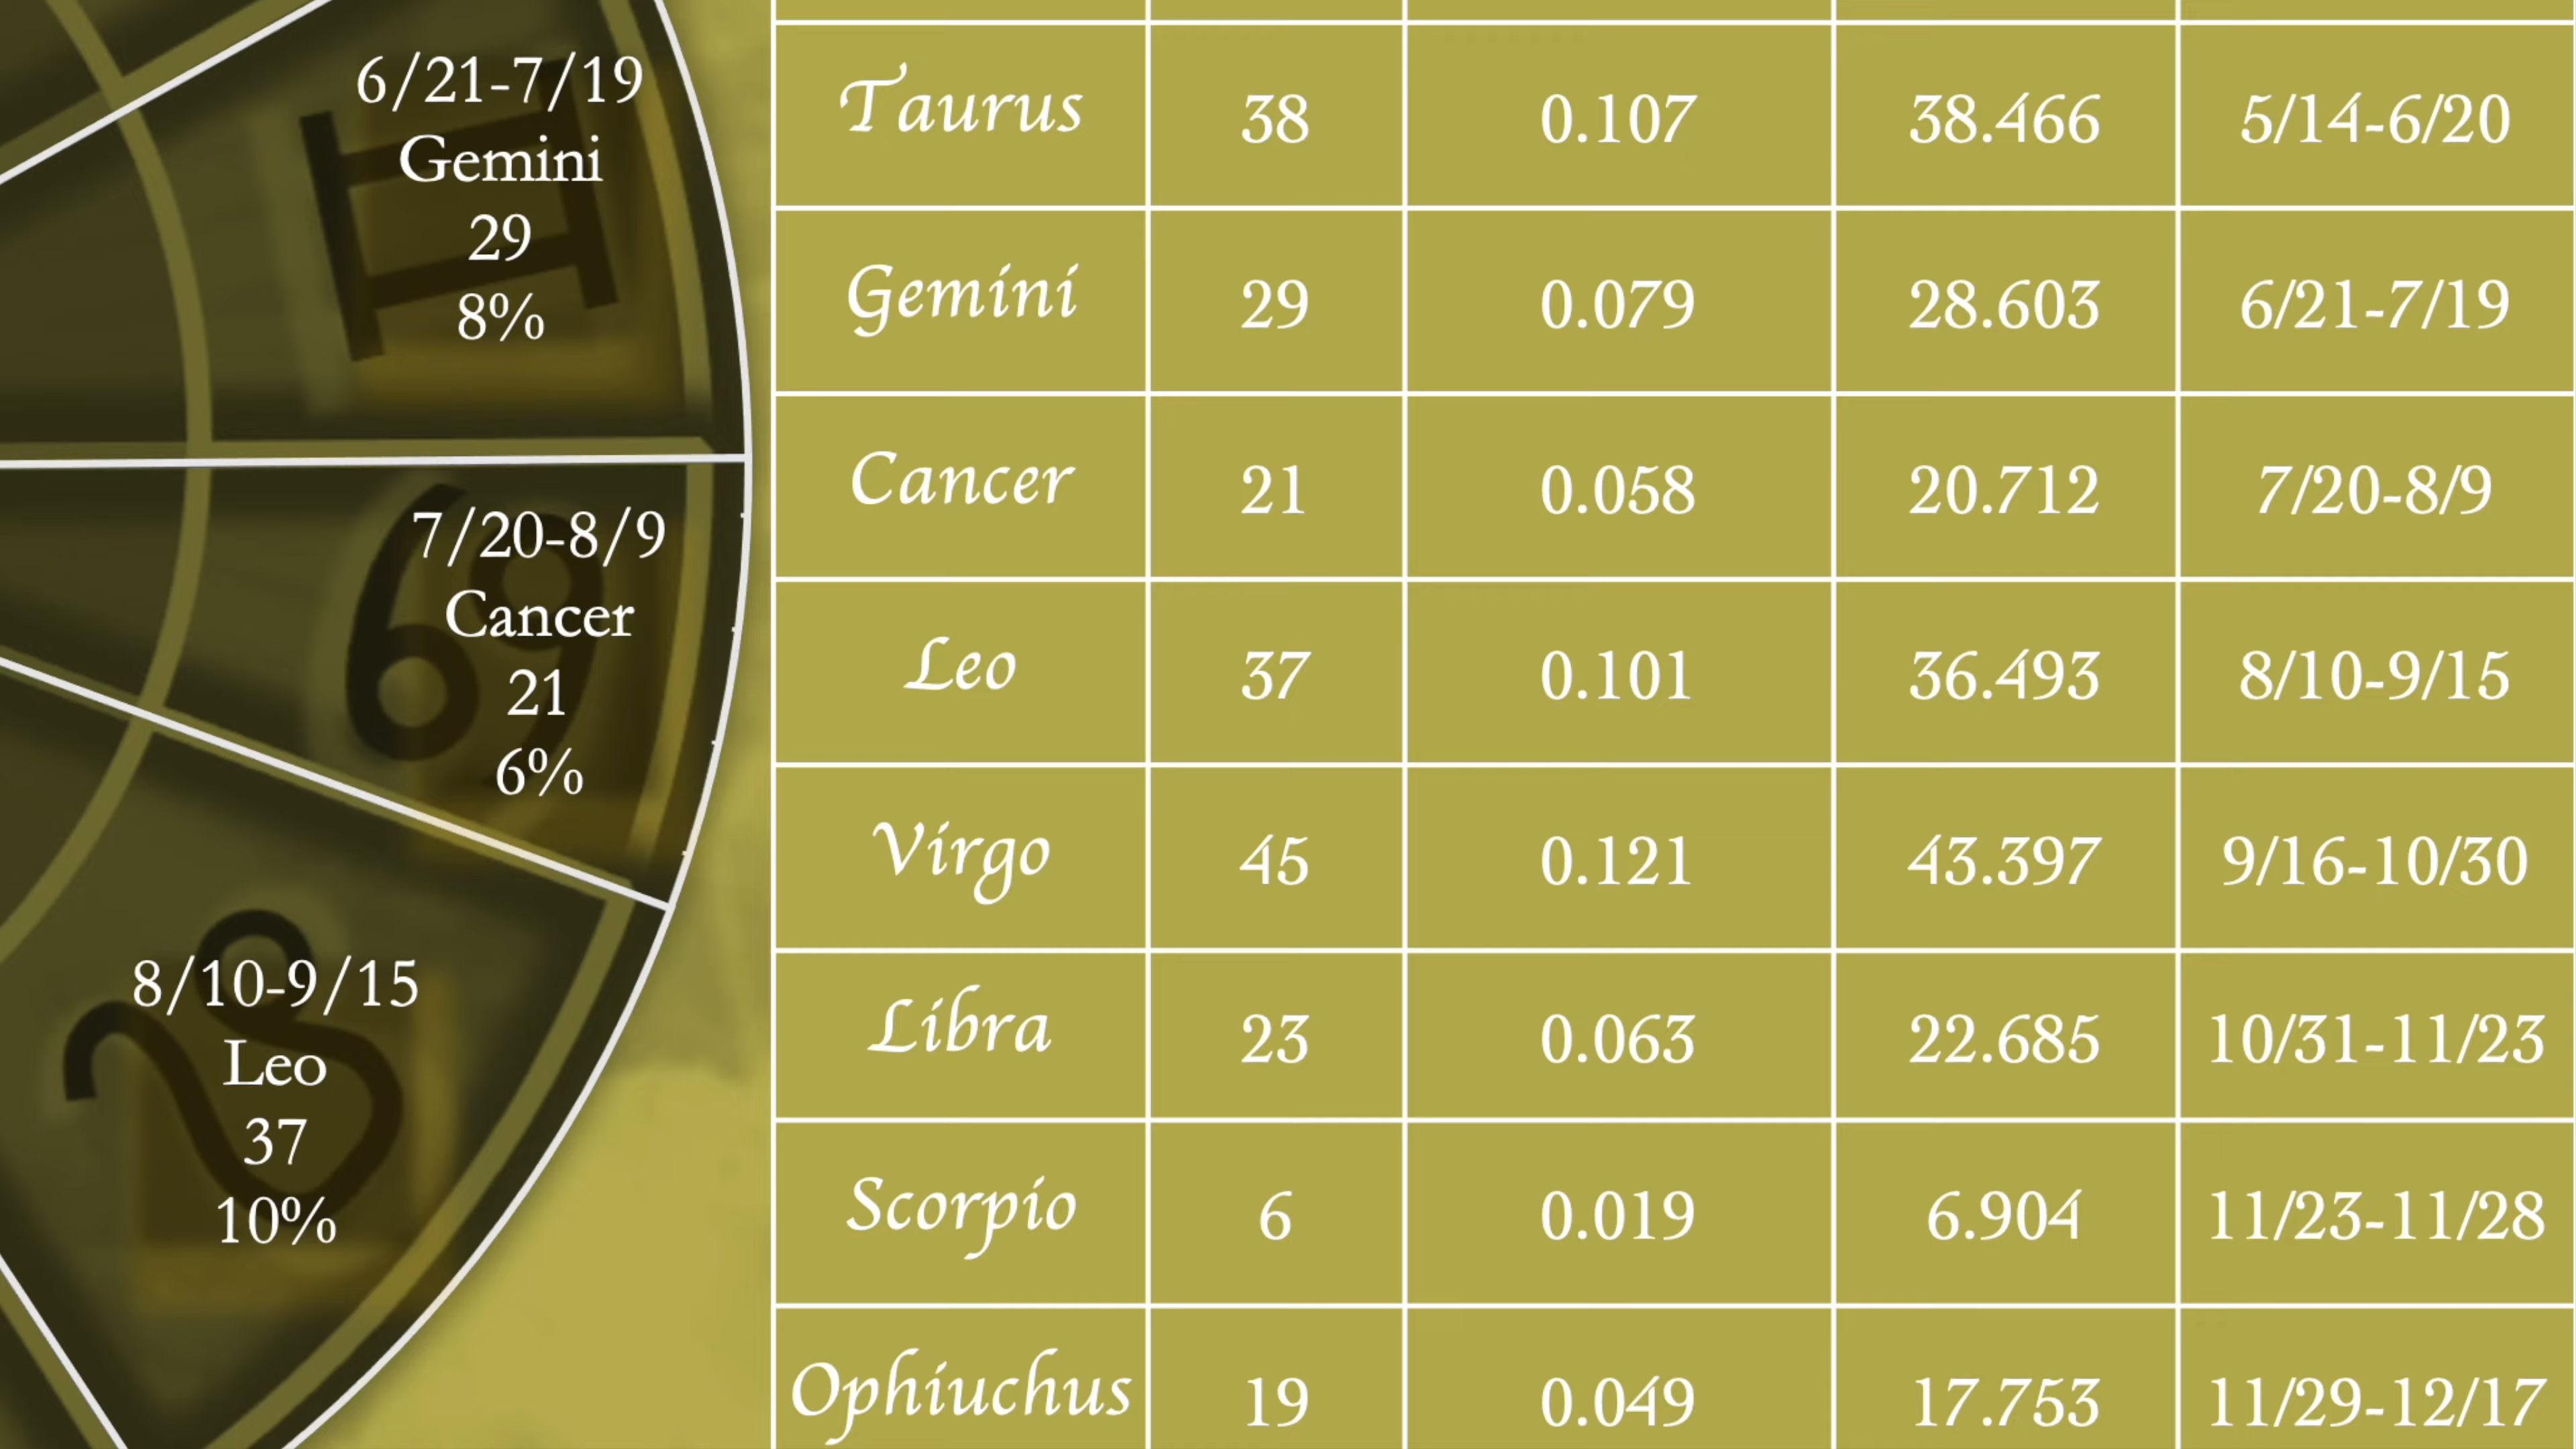 6/21-7/19
Gemini
29
8%
7/20-8/9
Cancer
21
6%
8/10-9/15
Leo
37
10%
Taurus 38 0.107 38.466 5/14-6/20
Gemini 29 0.079 28.603 6/21-7/19
Cancer 21 0.058 20.712 7/20-8/9
Leo 37 0.101 36.493 8/10-9/15
Virgo 45 0.121 43.397 9/16-10/30
Libra 23 0.063 22.685 10/31-11/23
Scorpio 6 0.019 6.904 11/23-11/28
Ophiuchus 19 0.049 17.753 11/29-12/17